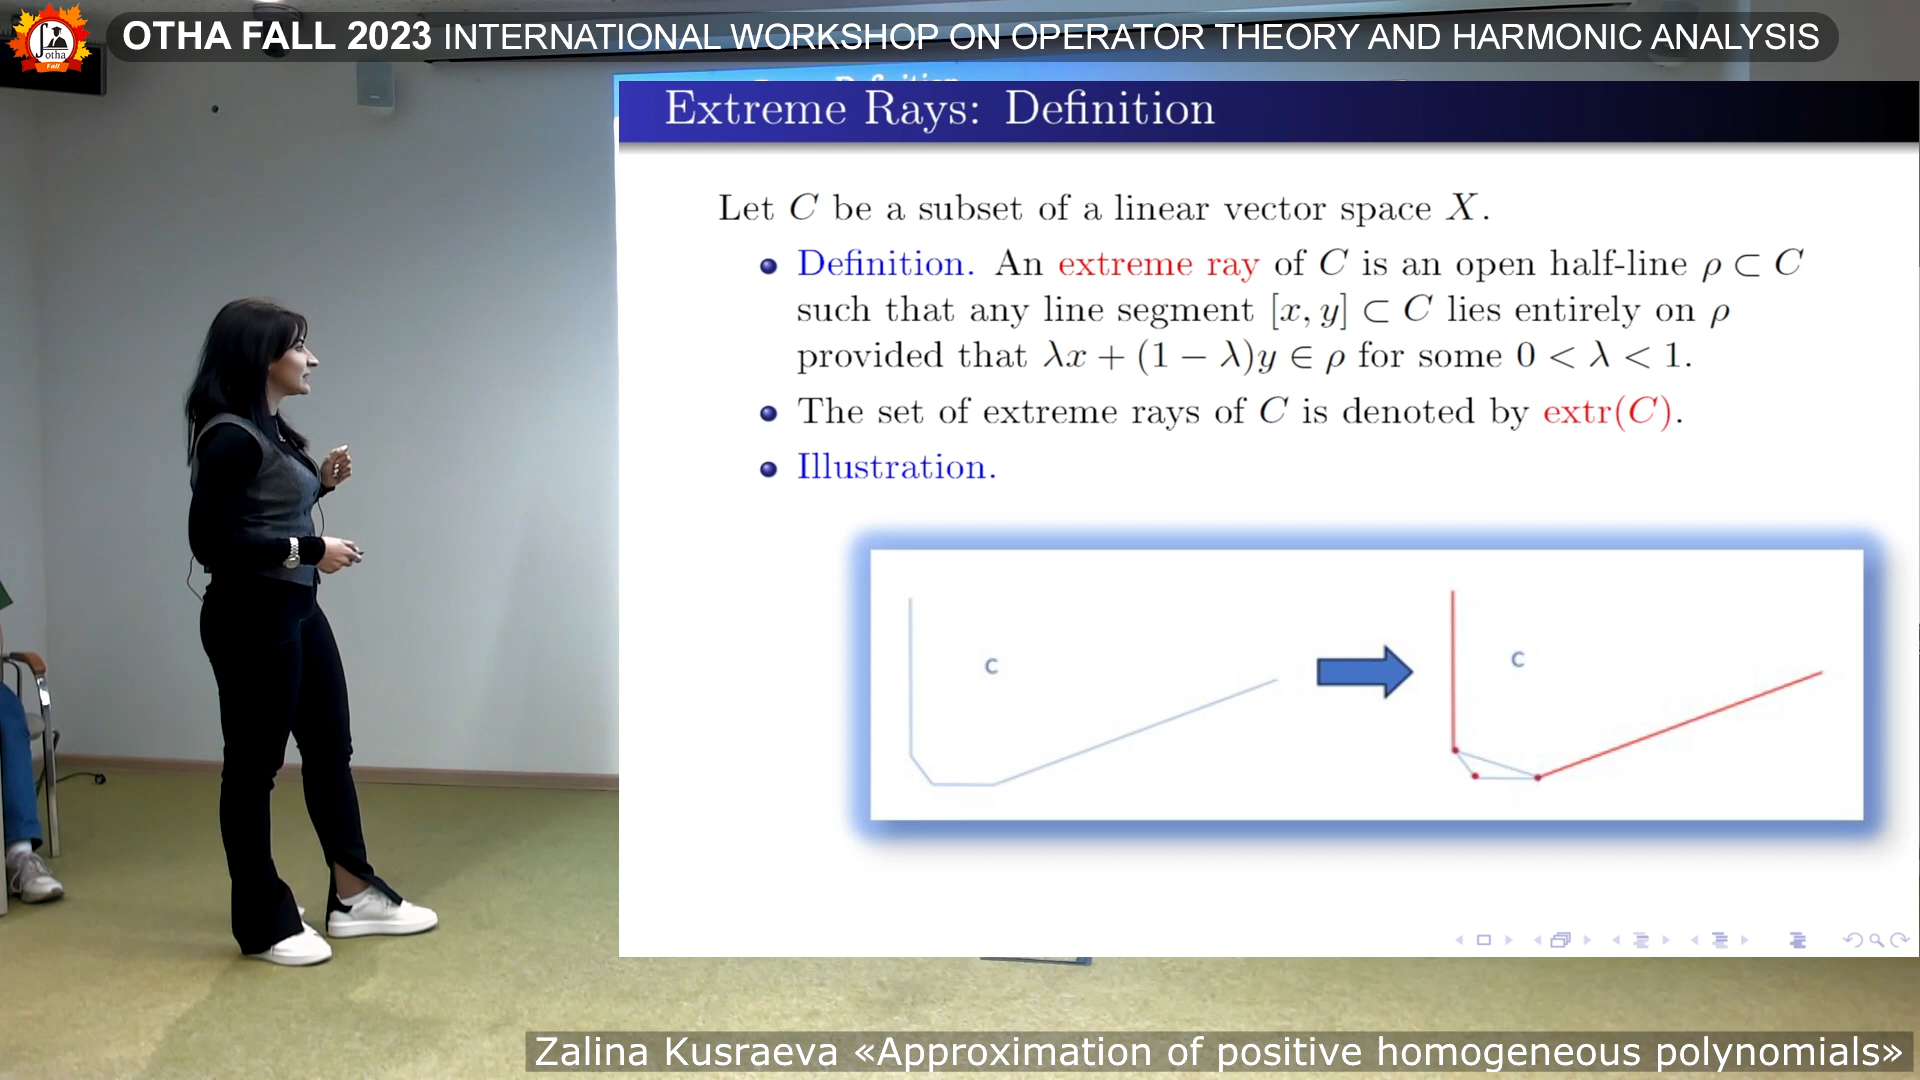 OTHA FALL 2023 INTERNATIONAL WORKSHOP ON OPERATOR THEORY AND HARMONIC ANALYSIS
otha
Fall
Definition
Extreme Rays: Definition
Let C be a subset of a linear vector space X.
Definition. An extreme ray of C is an open half-line ρ ⊂ C
such that any line segment [x, y] ⊂ C lies entirely on ρ
provided that λx + (1 − λ)y ∈ ρ for some 0 < λ < 1.
The set of extreme rays of C is denoted by extr(C).
Illustration.
C
C
Zalina Kusraeva «Approximation of positive homogeneous polynomials»